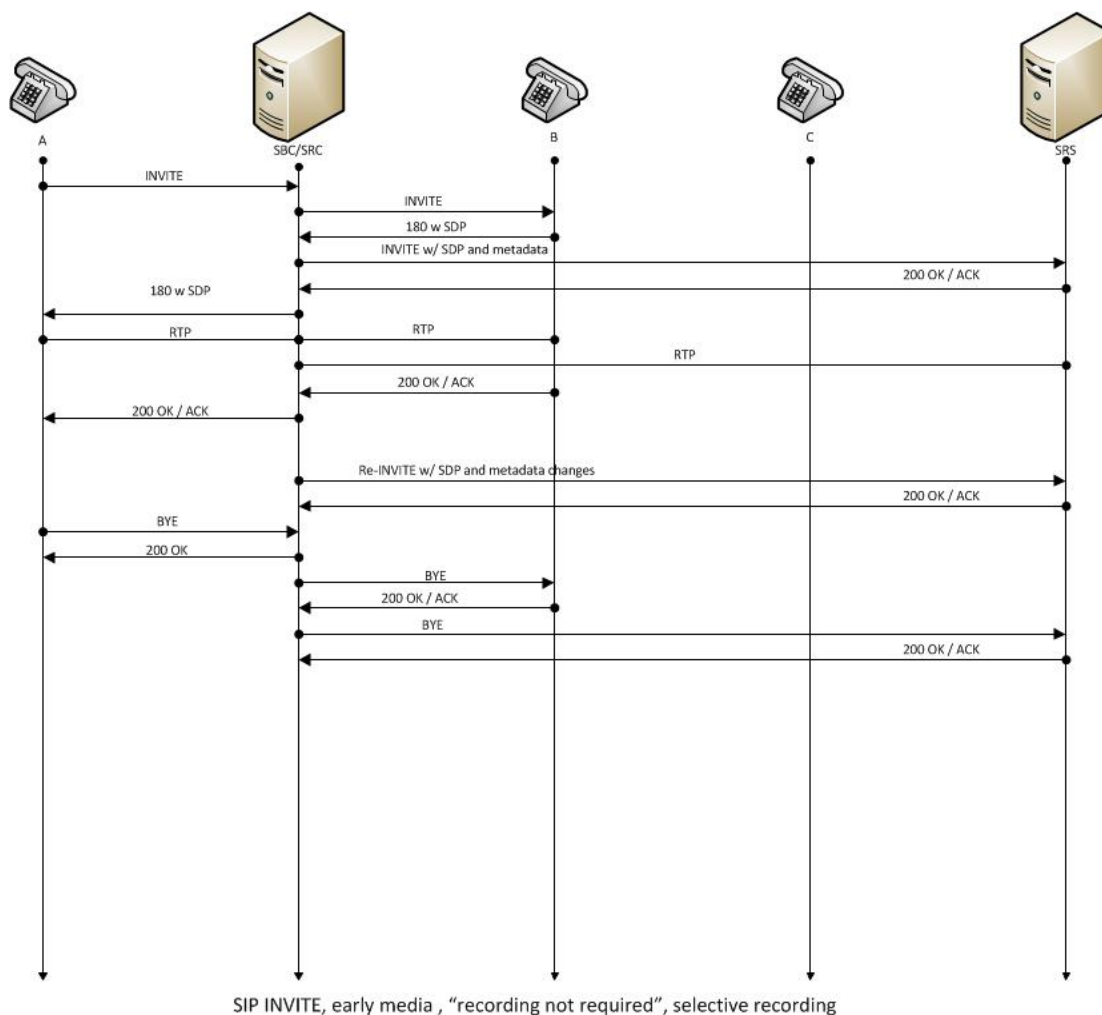 A
SBC/SRC
B
C
SRS
INVITE
INVITE
180 w SDP
INVITE w/ SDP and metadata
200 OK / ACK
180 w SDP
RTP
RTP
RTP
200 OK / ACK
200 OK / ACK
Re-INVITE w/ SDP and metadata changes
200 OK / ACK
BYE
200 OK
BYE
200 OK / ACK
BYE
200 OK / ACK
SIP INVITE, early media , “recording not required”, selective recording